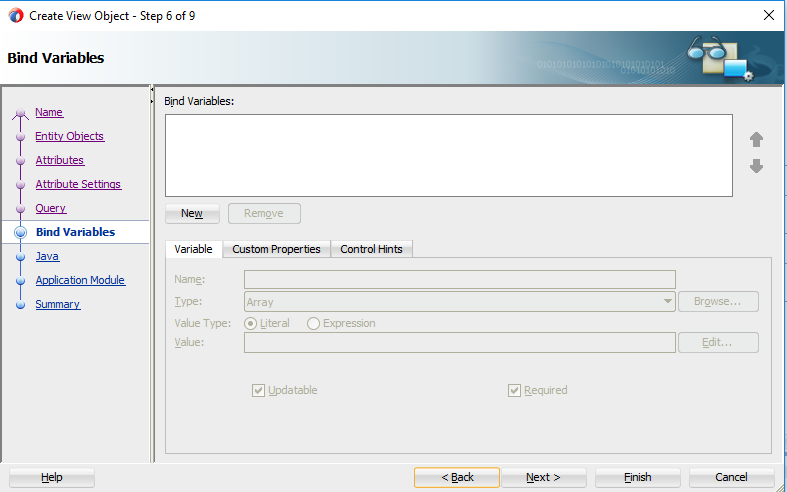 Create View Object - Step 6 of 9
Bind Variables
01010101010101010101010101
0101010101010
Name
Entity Objects
Attributes
Attribute Settings
Query
Bind Variables
Java
Application Module
Summary
Bind Variables:
New Remove
Variable Custom Properties Control Hints
Name:
Type: Array Browse...
Value Type: Literal Expression
Value: Edit...
Updatable Required
Help < Back Next > Finish Cancel